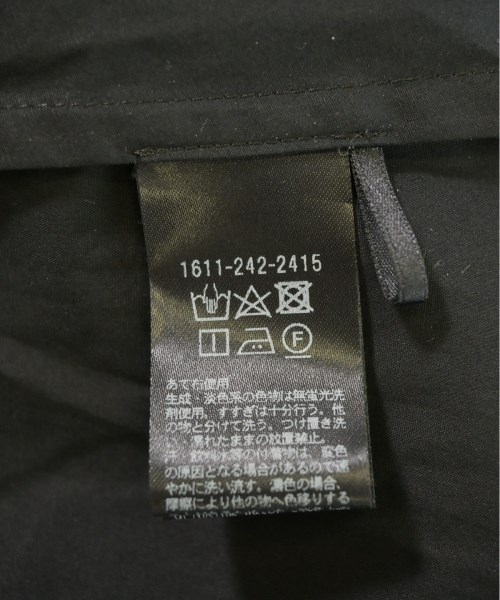 1611-242-2415
F
あて布使用
生成・淡色系の色物は無蛍光洗
剤使用。すすぎは十分行う。他
の物と分けて洗う。つけ置き洗
い、濡れたままの放置禁止。
汗、飲料水等の付着物は、変色
の原因となる場合があるので速
やかに洗い流す。濃色の場合、
摩擦により他の物へ色移りする